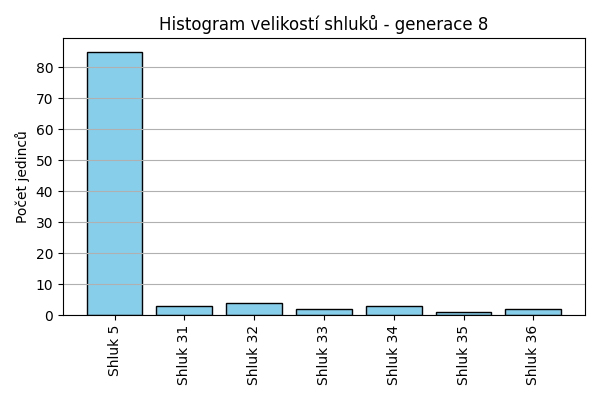 Histogram velikostí shluků - generace 8
Počet jedinců
80
70
60
50
40
30
20
10
0
Shluk 5
Shluk 31
Shluk 32
Shluk 33
Shluk 34
Shluk 35
Shluk 36